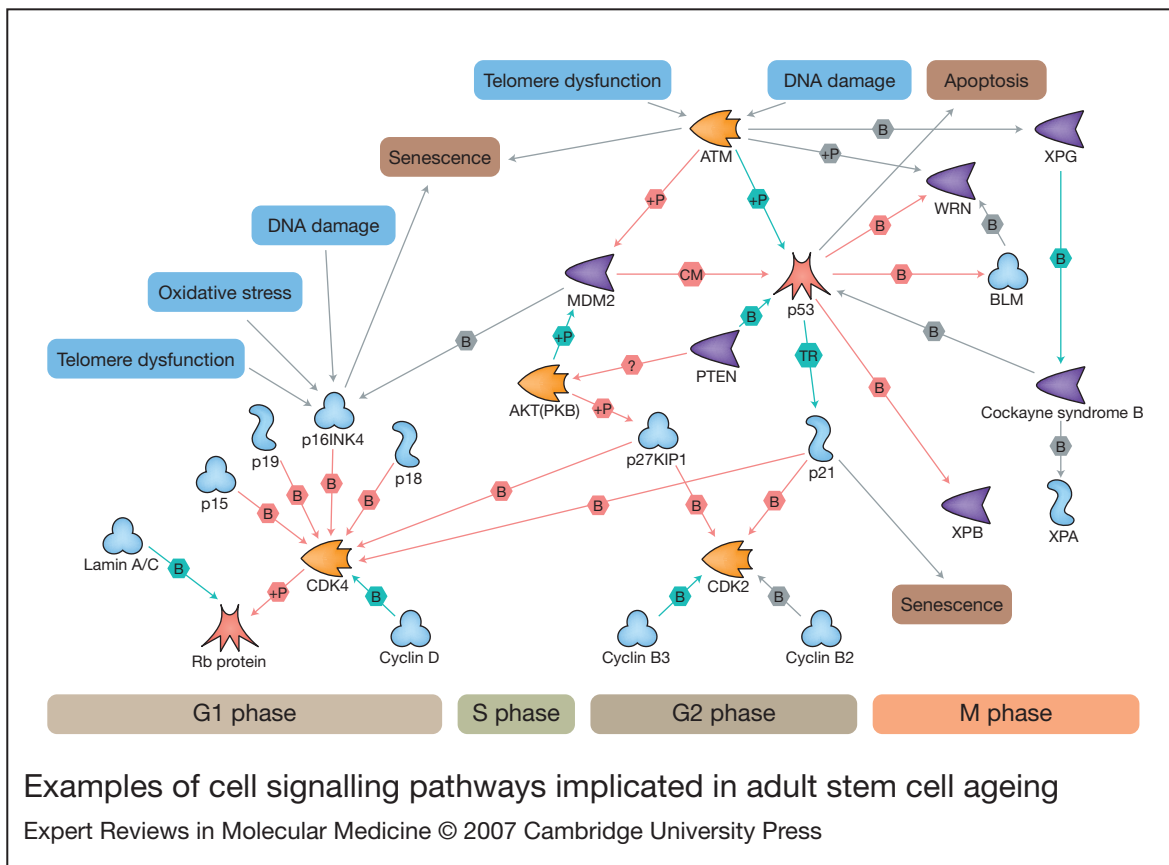 Telomere dysfunction
DNA damage
Apoptosis
B
ATM
XPG
Senescence
+P
WRN
+P
+P
DNA damage
B
B
B
CM
B
MDM2
p53
BLM
Oxidative stress
B
+P
B
TR
B
Telomere dysfunction
?
PTEN
AKT(PKB)
+P
B
Cockayne syndrome B
p16INK4
p19
p27KIP1
p18
p21
B
B
B
B
p15
B
B
B
B
B
XPB
XPA
Lamin A/C
B
CDK4
CDK2
+P
B
B
B
Senescence
Rb protein
Cyclin D
Cyclin B3
Cyclin B2
G1 phase
S phase
G2 phase
M phase
Examples of cell signalling pathways implicated in adult stem cell ageing
Expert Reviews in Molecular Medicine © 2007 Cambridge University Press